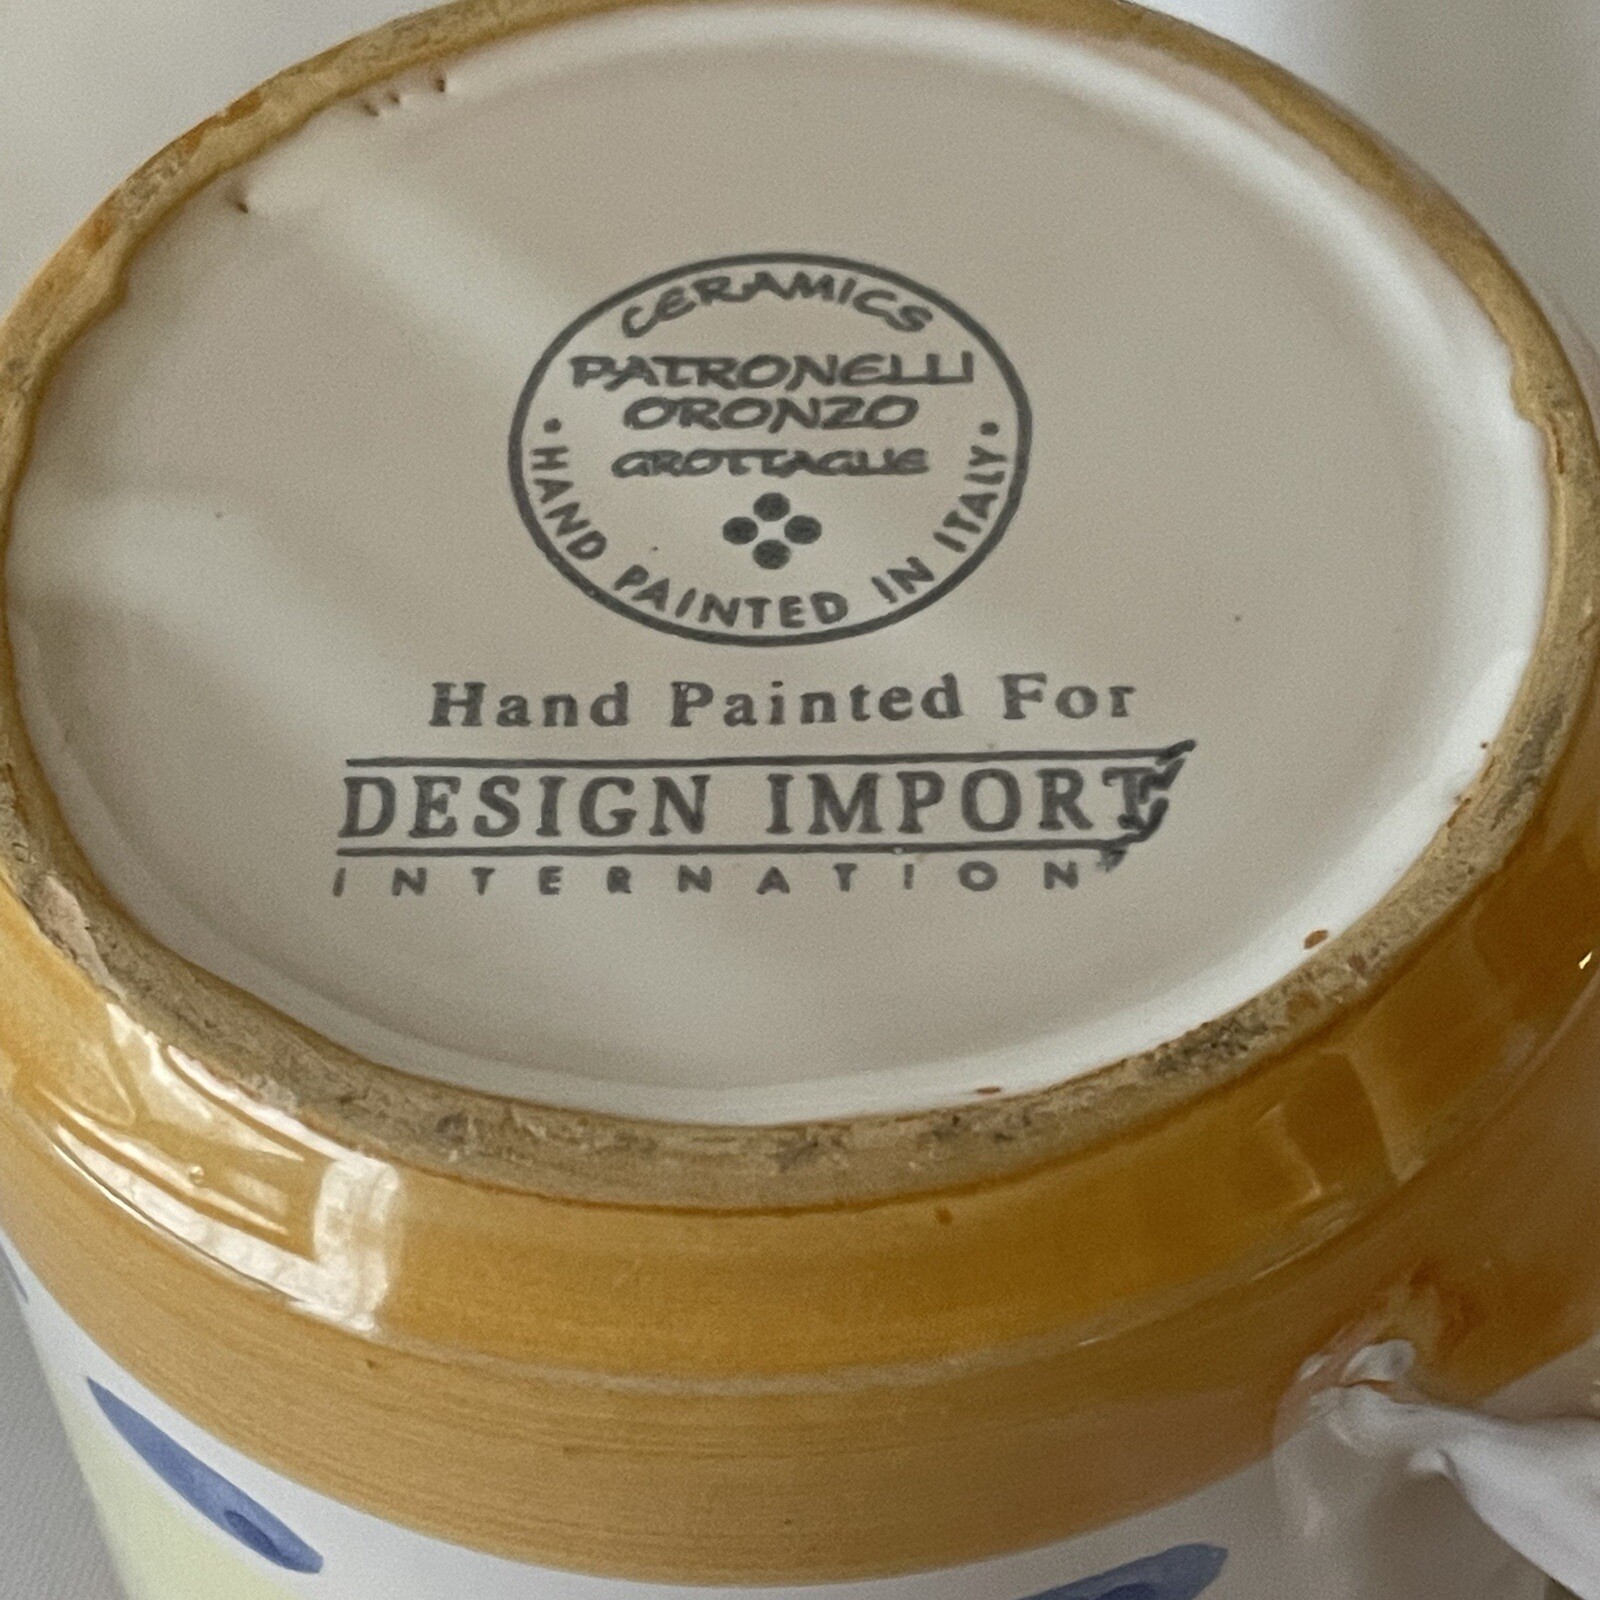 CERAMICS
PATRONELLI
ORONZO
GROTTAGLIE
• HAND PAINTED IN ITALY •
Hand Painted For
DESIGN IMPORT
INTERNATION